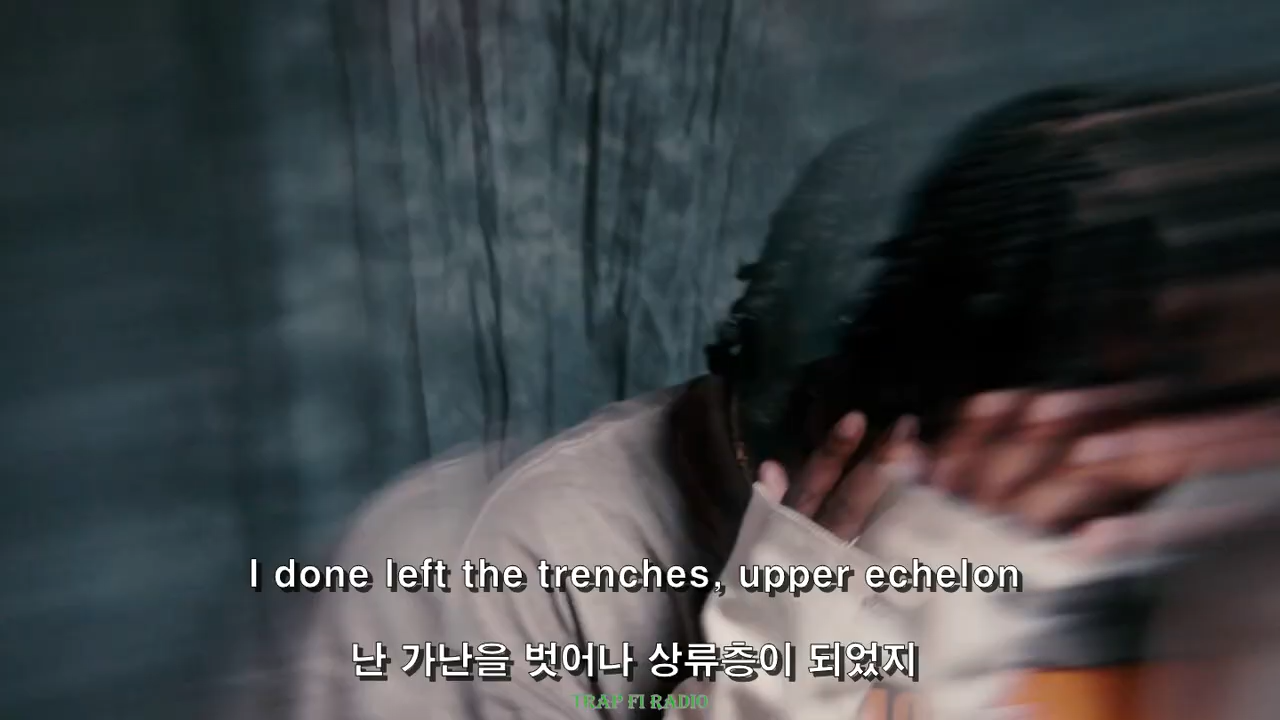 I done left the trenches, upper echelon
난 가난을 벗어나 상류층이 되었지
TRAP FI RADIO